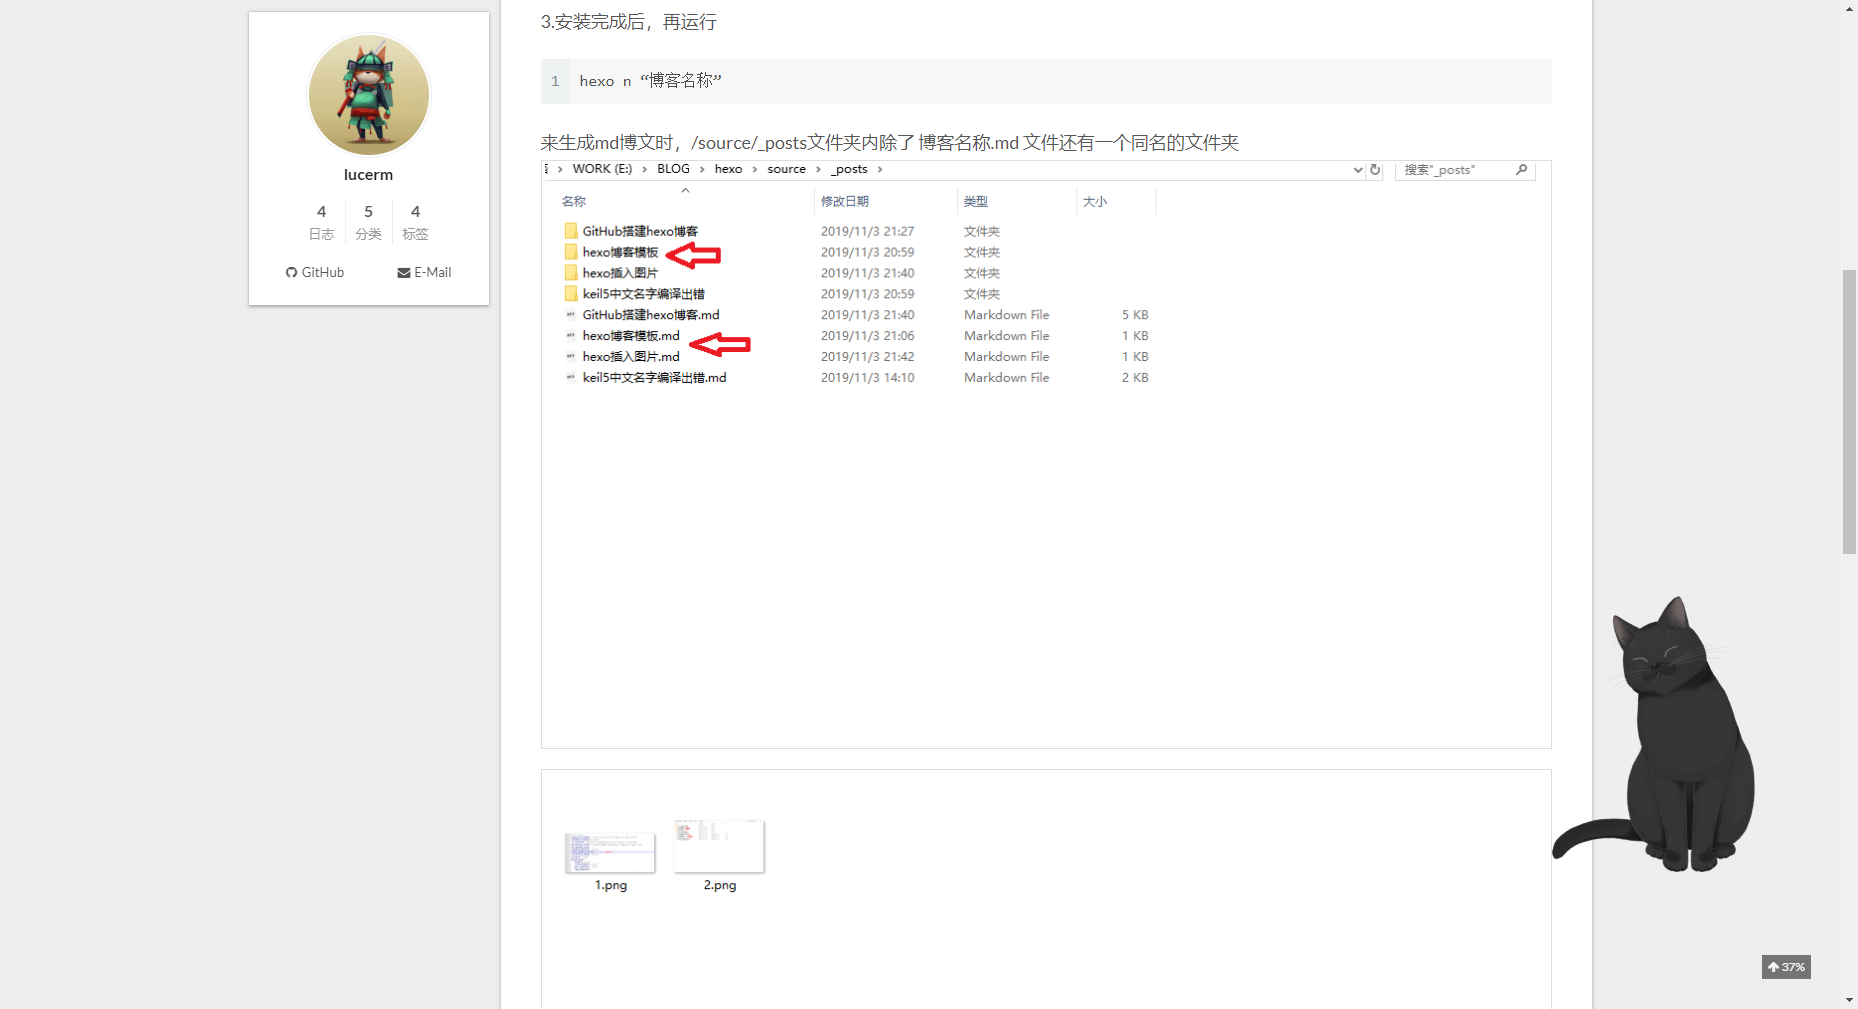 lucerm
4
5
4
日志
分类
标签
GitHub
E-Mail
3.安装完成后，再运行
1
hexo n “博客名称”
来生成md博文时，/source/_posts文件夹内除了 博客名称.md 文件还有一个同名的文件夹
WORK (E:) › BLOG › hexo › source › _posts ›
搜索"_posts"
名称 修改日期 类型 大小
GitHub搭建hexo博客 2019/11/3 21:27 文件夹
hexo博客模板 2019/11/3 20:59 文件夹
hexo插入图片 2019/11/3 21:40 文件夹
keil5中文名字编译出错 2019/11/3 20:59 文件夹
GitHub搭建hexo博客.md 2019/11/3 21:40 Markdown File 5 KB
hexo博客模板.md 2019/11/3 21:06 Markdown File 1 KB
hexo插入图片.md 2019/11/3 21:42 Markdown File 1 KB
keil5中文名字编译出错.md 2019/11/3 14:10 Markdown File 2 KB
1.png
2.png
37%